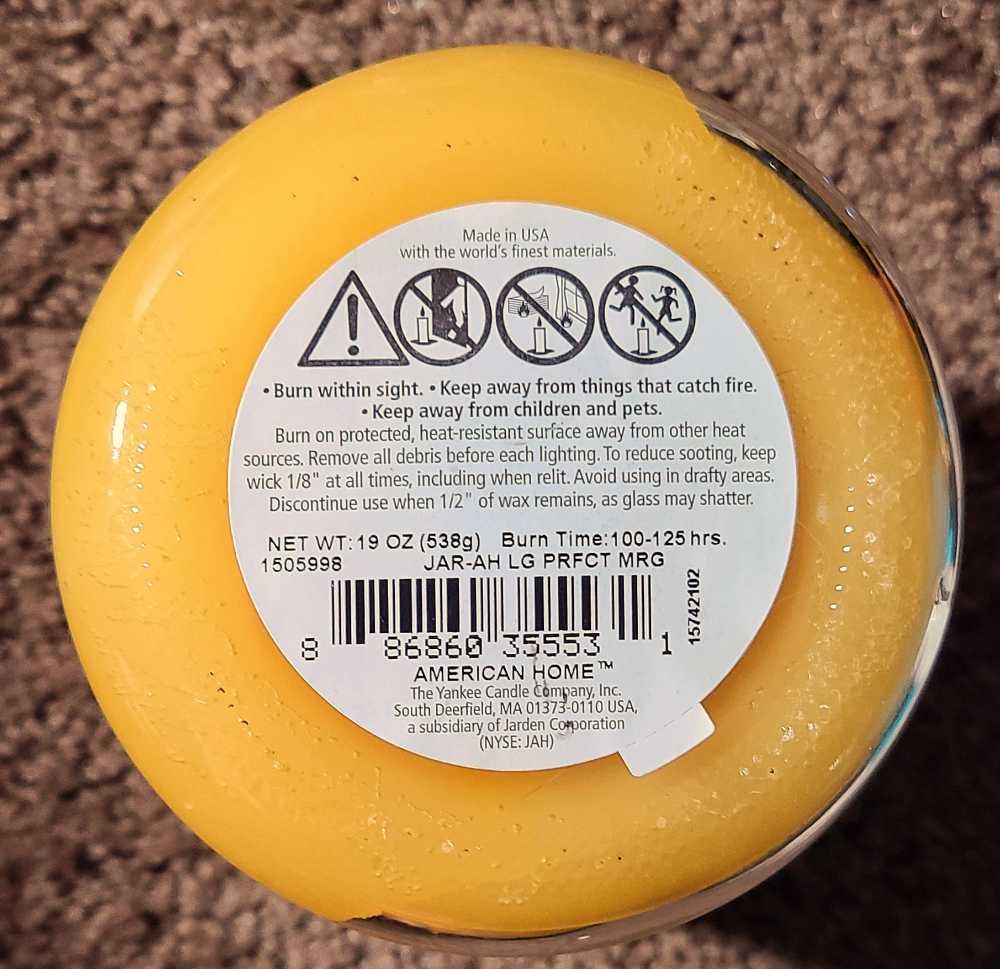 Made in USA
with the world's finest materials.
• Burn within sight. • Keep away from things that catch fire.
• Keep away from children and pets.
Burn on protected, heat-resistant surface away from other heat
sources. Remove all debris before each lighting. To reduce sooting, keep
wick 1/8" at all times, including when relit. Avoid using in drafty areas.
Discontinue use when 1/2" of wax remains, as glass may shatter.
NET WT: 19 OZ (538g) Burn Time:100-125 hrs.
1505998 JAR-AH LG PRFCT MRG
15742102
8 86860 35553 1
AMERICAN HOME™
The Yankee Candle Company, Inc.
South Deerfield, MA 01373-0110 USA,
a subsidiary of Jarden Corporation
(NYSE: JAH)